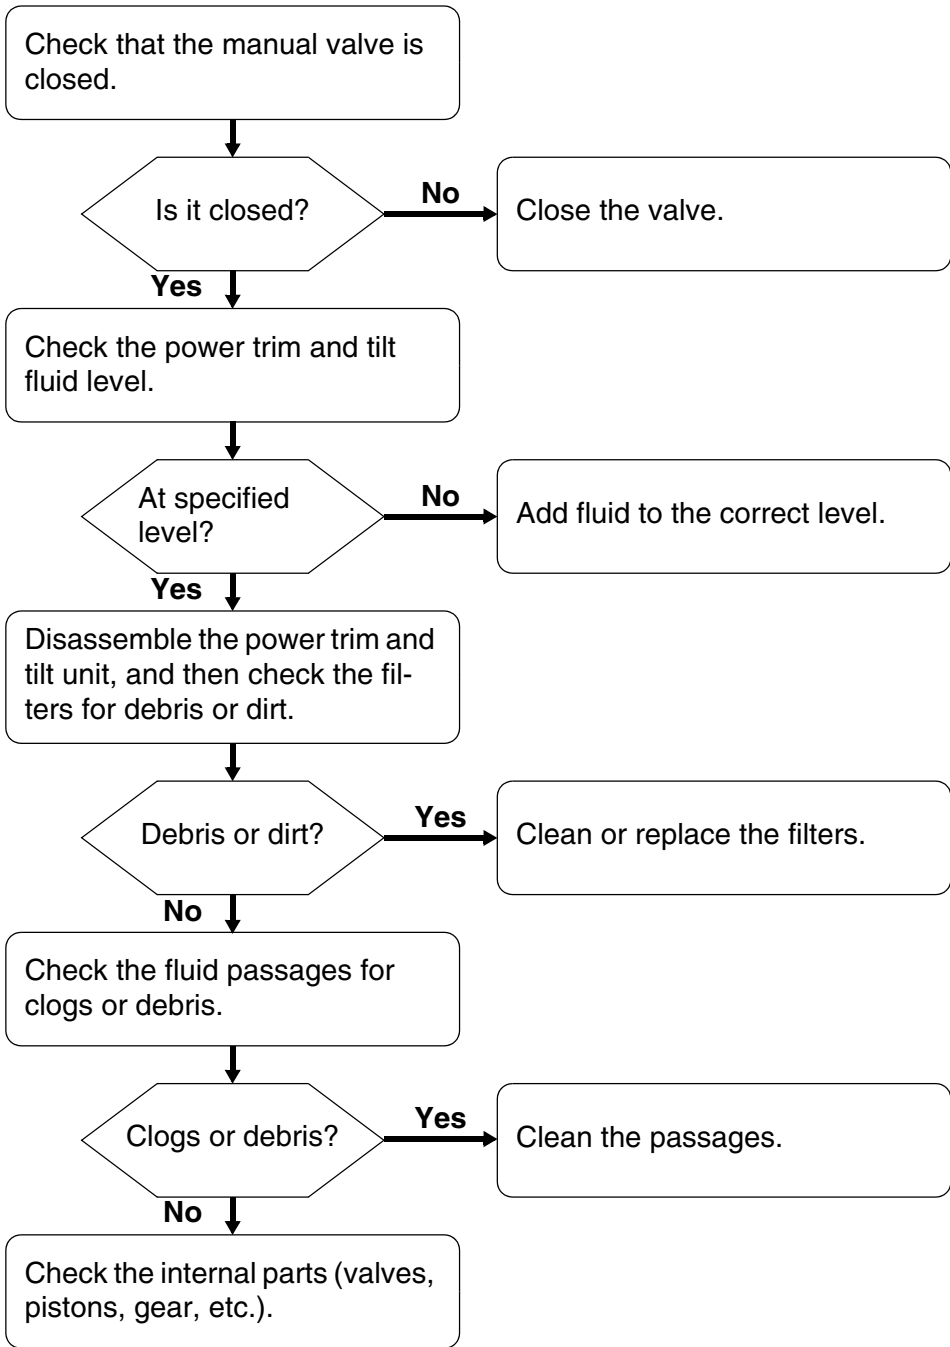 Check that the manual valve is
closed.
Is it closed?
No
Close the valve.
Yes
Check the power trim and tilt
fluid level.
At specified
level?
No
Add fluid to the correct level.
Yes
Disassemble the power trim and
tilt unit, and then check the fil-
ters for debris or dirt.
Debris or dirt?
Yes
Clean or replace the filters.
No
Check the fluid passages for
clogs or debris.
Clogs or debris?
Yes
Clean the passages.
No
Check the internal parts (valves,
pistons, gear, etc.).